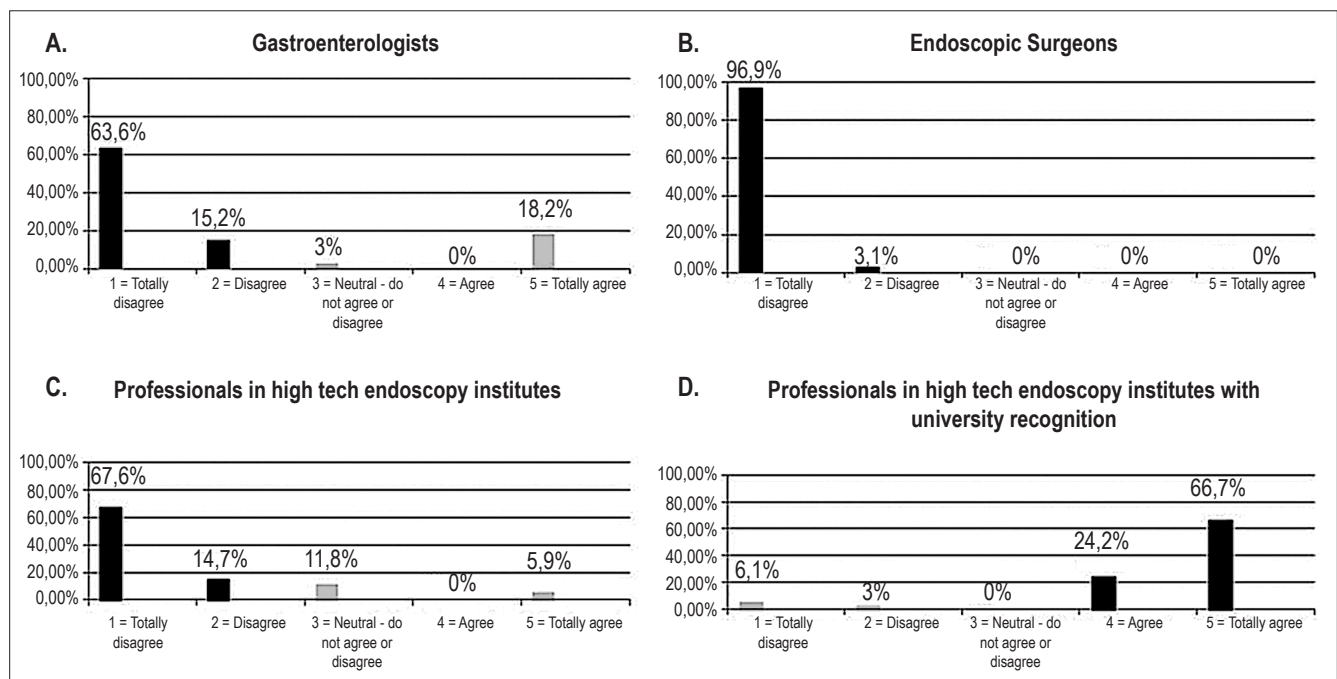 A. Gastroenterologists
100,00%
80,00%
60,00%
40,00%
20,00%
0,00%
63,6%
15,2%
3%
0%
18,2%
1 = Totally
disagree
2 = Disagree
3 = Neutral - do
not agree or
disagree
4 = Agree
5 = Totally agree
B. Endoscopic Surgeons
100,00%
80,00%
60,00%
40,00%
20,00%
0,00%
96,9%
3,1%
0%
0%
0%
1 = Totally
disagree
2 = Disagree
3 = Neutral - do
not agree or
disagree
4 = Agree
5 = Totally agree
C. Professionals in high tech endoscopy institutes
100,00%
80,00%
60,00%
40,00%
20,00%
0,00%
67,6%
14,7%
11,8%
0%
5,9%
1 = Totally
disagree
2 = Disagree
3 = Neutral - do
not agree or
disagree
4 = Agree
5 = Totally agree
D. Professionals in high tech endoscopy institutes with
university recognition
100,00%
80,00%
60,00%
40,00%
20,00%
0,00%
6,1%
3%
0%
24,2%
66,7%
1 = Totally
disagree
2 = Disagree
3 = Neutral - do
not agree or
disagree
4 = Agree
5 = Totally agree